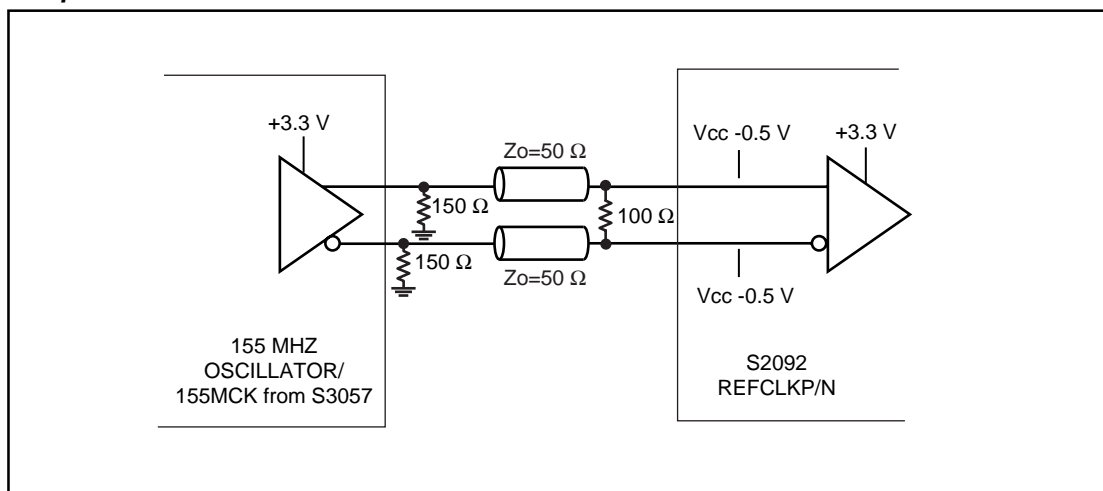 +3.3 V
Zo=50 Ω
Vcc -0.5 V
+3.3 V
150 Ω
100 Ω
150 Ω
Zo=50 Ω
Vcc -0.5 V
155 MHZ
OSCILLATOR/
155MCK from S3057
S2092
REFCLKP/N